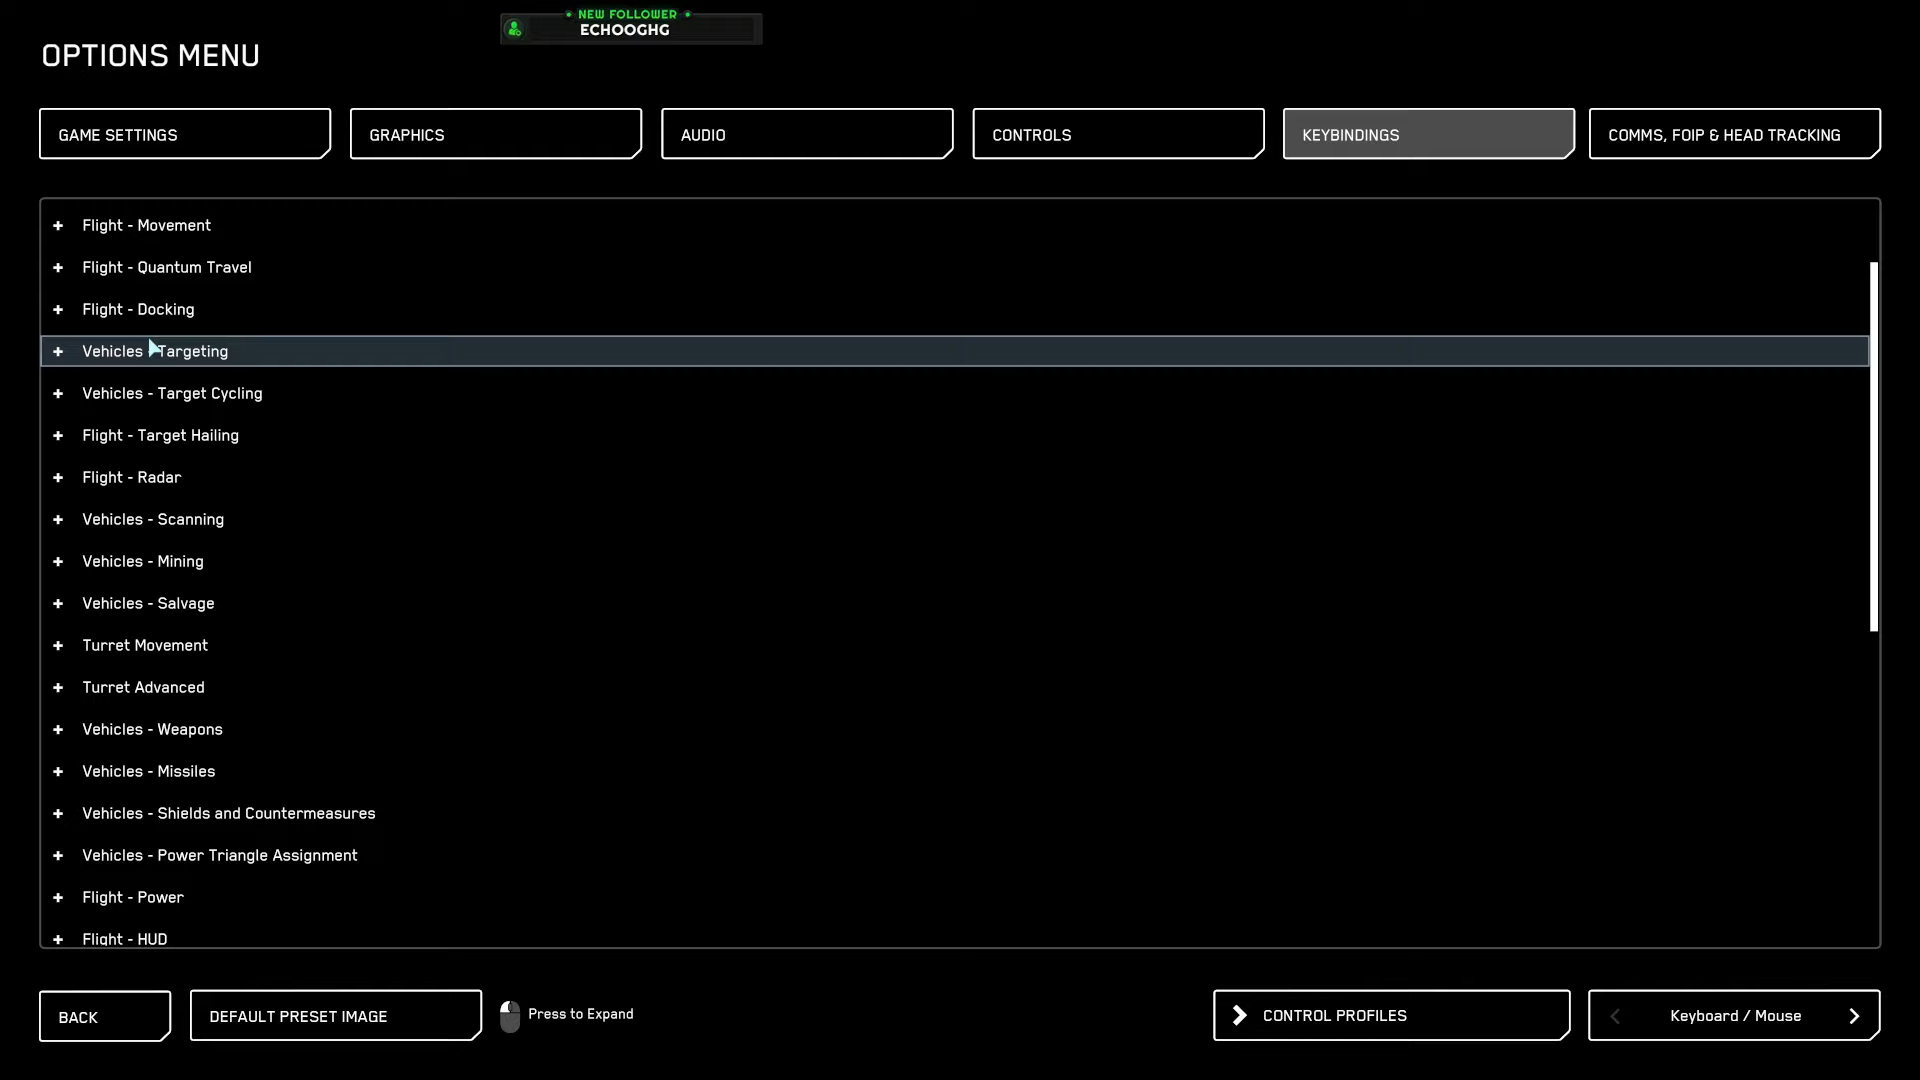 NEW FOLLOWER
ECHOOGHG
OPTIONS MENU
GAME SETTINGS
GRAPHICS
AUDIO
CONTROLS
KEYBINDINGS
COMMS, FOIP & HEAD TRACKING
+ Flight - Movement
+ Flight - Quantum Travel
+ Flight - Docking
+ Vehicles - Targeting
+ Vehicles - Target Cycling
+ Flight - Target Hailing
+ Flight - Radar
+ Vehicles - Scanning
+ Vehicles - Mining
+ Vehicles - Salvage
+ Turret Movement
+ Turret Advanced
+ Vehicles - Weapons
+ Vehicles - Missiles
+ Vehicles - Shields and Countermeasures
+ Vehicles - Power Triangle Assignment
+ Flight - Power
+ Flight - HUD
BACK
DEFAULT PRESET IMAGE
Press to Expand
CONTROL PROFILES
Keyboard / Mouse